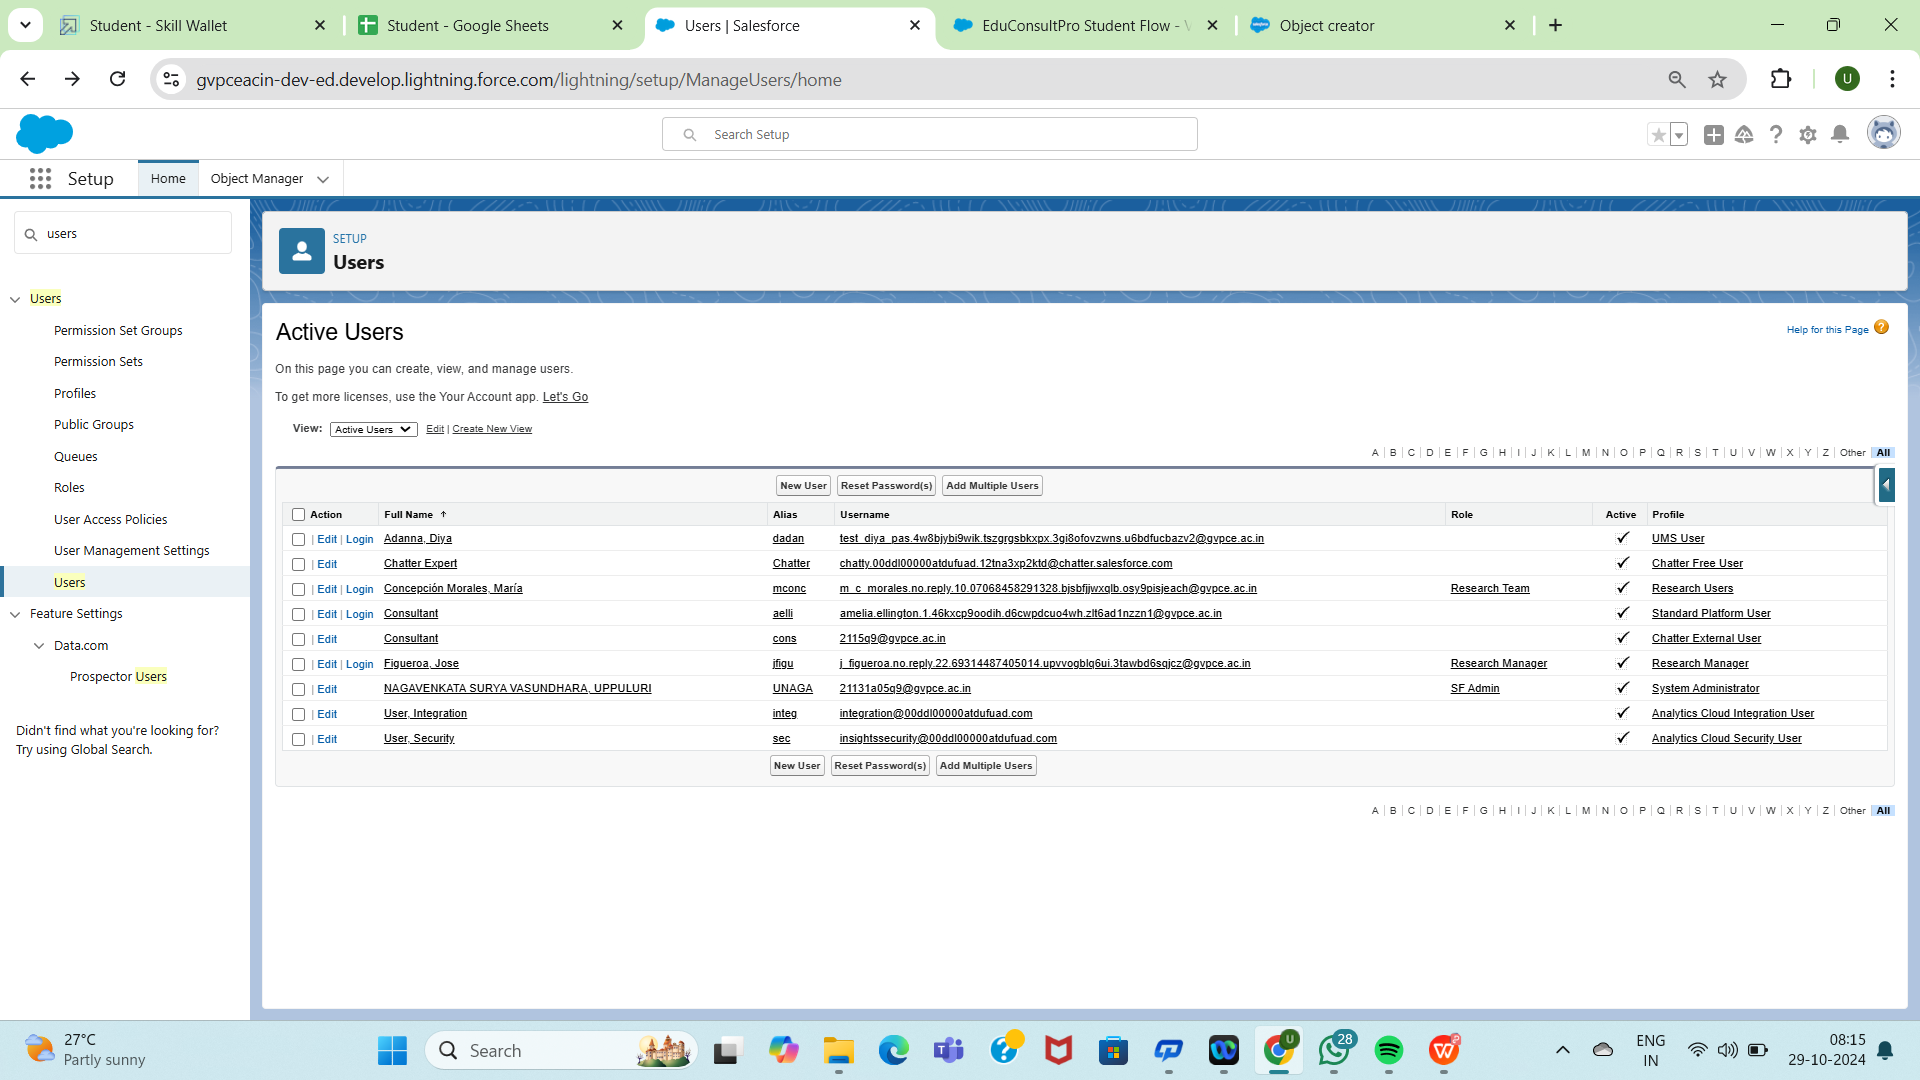 Student - Skill Wallet
Student - Google Sheets
Users | Salesforce
EduConsultPro Student Flow - V
Object creator
gvpceacin-dev-ed.develop.lightning.force.com/lightning/setup/ManageUsers/home
U
Search Setup
Setup
Home
Object Manager
users
Users
Permission Set Groups
Permission Sets
Profiles
Public Groups
Queues
Roles
User Access Policies
User Management Settings
Users
Feature Settings
Data.com
Prospector Users
Didn't find what you're looking for?
Try using Global Search.
SETUP
Users
Active Users
Help for this Page
On this page you can create, view, and manage users.
To get more licenses, use the Your Account app. Let's Go
View: Active Users Edit | Create New View
A | B | C | D | E | F | G | H | I | J | K | L | M | N | O | P | Q | R | S | T | U | V | W | X | Y | Z | Other All
New User Reset Password(s) Add Multiple Users
Action Full Name ↑ Alias Username Role Active Profile
| Edit | Login Adanna, Diya dadan test_diya_pas.4w8bjybi9wik.tszgrgsbkxpx.3gi8ofovzwns.u6bdfucbazv2@gvpce.ac.in ✓ UMS User
| Edit Chatter Expert Chatter chatty.00ddl00000atdufuad.12tna3xp2ktd@chatter.salesforce.com ✓ Chatter Free User
| Edit | Login Concepción Morales, María mconc m_c_morales.no.reply.10.07068458291328.bjsbfjjwxqlb.osy9pisjeach@gvpce.ac.in Research Team ✓ Research Users
| Edit | Login Consultant aelli amelia.ellington.1.46kxcp9oodih.d6cwpdcuo4wh.zlt6ad1nzzn1@gvpce.ac.in ✓ Standard Platform User
| Edit Consultant cons 2115q9@gvpce.ac.in ✓ Chatter External User
| Edit | Login Figueroa, Jose jfigu j_figueroa.no.reply.22.69314487405014.upvvogblq6ui.3tawbd6sqjcz@gvpce.ac.in Research Manager ✓ Research Manager
| Edit NAGAVENKATA SURYA VASUNDHARA, UPPULURI UNAGA 21131a05q9@gvpce.ac.in SF Admin ✓ System Administrator
| Edit User, Integration integ integration@00ddl00000atdufuad.com ✓ Analytics Cloud Integration User
| Edit User, Security sec insightssecurity@00ddl00000atdufuad.com ✓ Analytics Cloud Security User
New User Reset Password(s) Add Multiple Users
A | B | C | D | E | F | G | H | I | J | K | L | M | N | O | P | Q | R | S | T | U | V | W | X | Y | Z | Other All
27°C
Partly sunny
Search
U
28
ENG
IN
08:15
29-10-2024